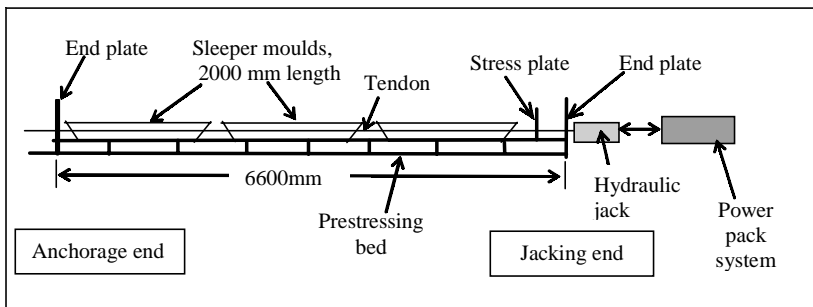 End plate
Sleeper moulds,
2000 mm length
Tendon
Stress plate
End plate
6600mm
Prestressing
bed
Hydraulic
jack
Power
pack
system
Anchorage end
Jacking end